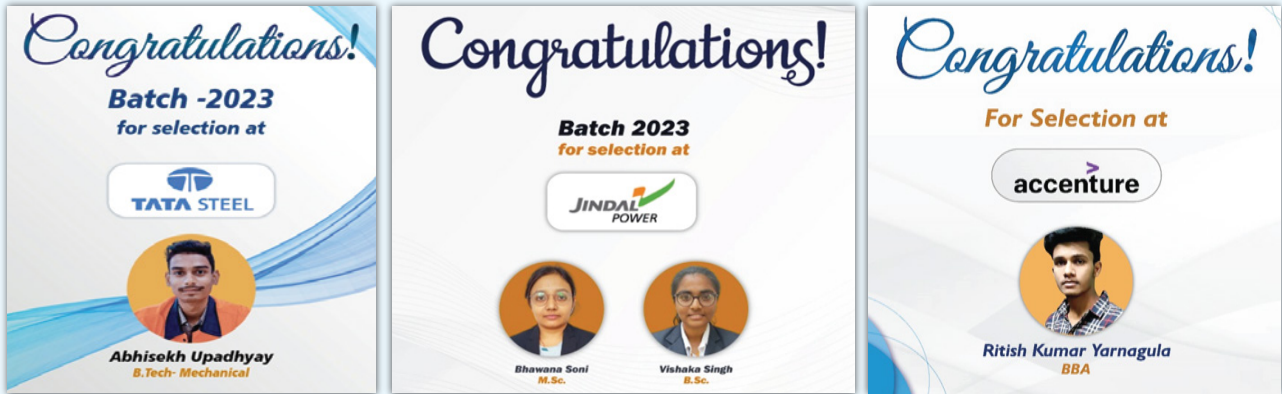 Congratulations!
Batch -2023
for selection at
TATA STEEL
Abhisekh Upadhyay
B.Tech- Mechanical
Congratulations!
Batch 2023
for selection at
JINDAL
POWER
Bhawana Soni
M.Sc.
Vishaka Singh
B.Sc.
Congratulations!
For Selection at
accenture
Ritish Kumar Yarnagula
BBA